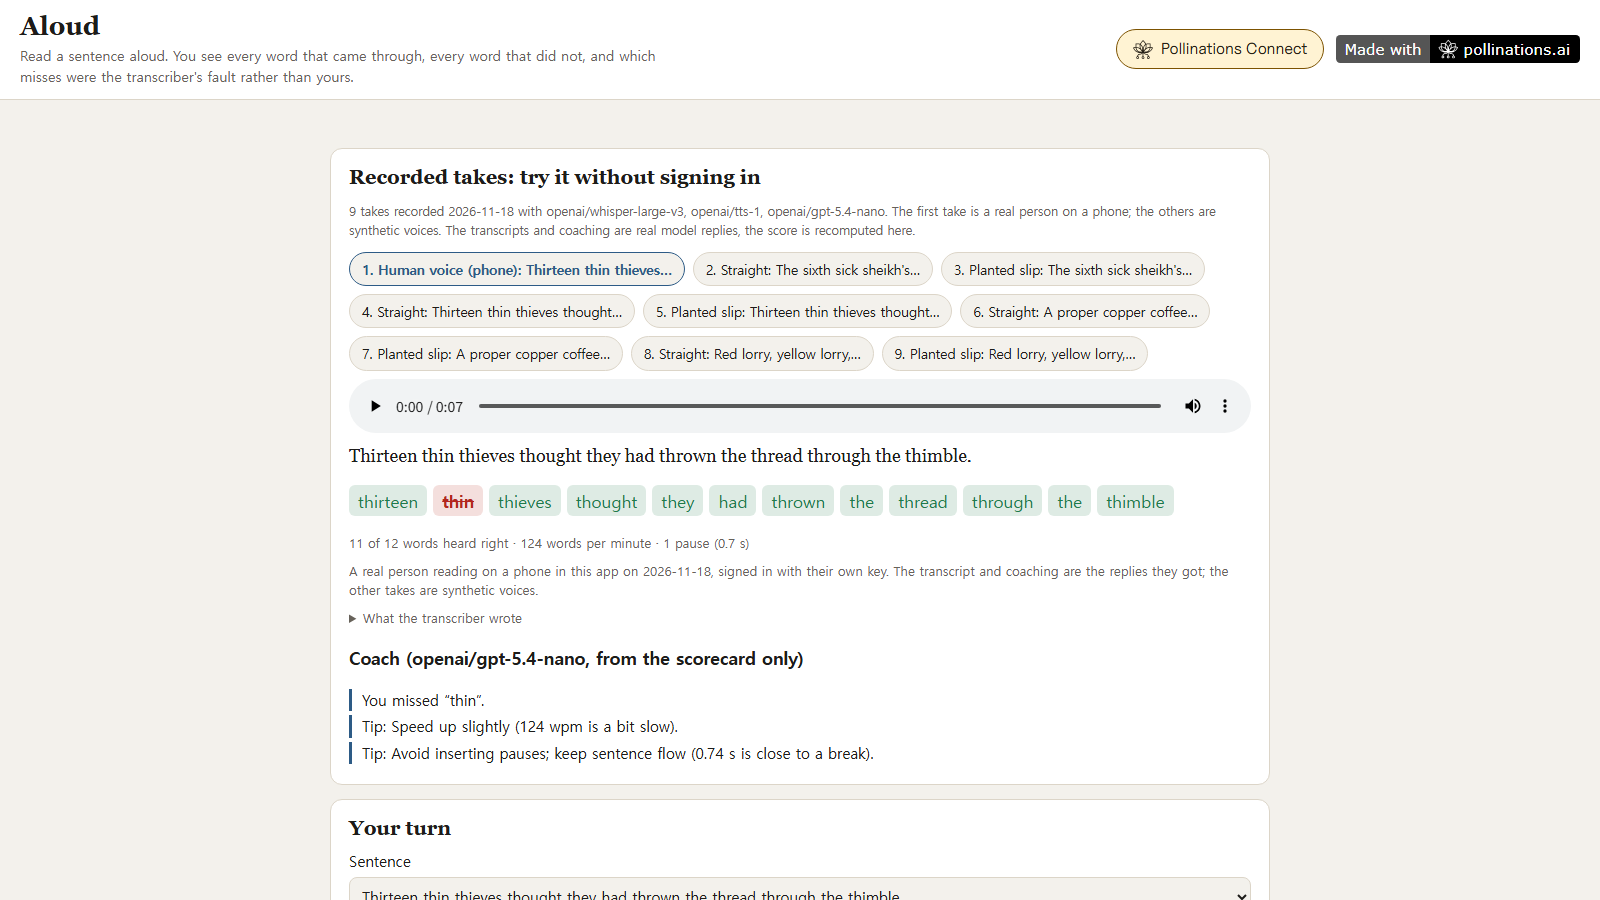 Aloud
Read a sentence aloud. You see every word that came through, every word that did not, and which
misses were the transcriber's fault rather than yours.
Pollinations Connect
Made with pollinations.ai
Recorded takes: try it without signing in
9 takes recorded 2026-11-18 with openai/whisper-large-v3, openai/tts-1, openai/gpt-5.4-nano. The first take is a real person on a phone; the others are
synthetic voices. The transcripts and coaching are real model replies, the score is recomputed here.
1. Human voice (phone): Thirteen thin thieves...
2. Straight: The sixth sick sheikh's...
3. Planted slip: The sixth sick sheikh's...
4. Straight: Thirteen thin thieves thought...
5. Planted slip: Thirteen thin thieves thought...
6. Straight: A proper copper coffee...
7. Planted slip: A proper copper coffee...
8. Straight: Red lorry, yellow lorry,...
9. Planted slip: Red lorry, yellow lorry,...
0:00 / 0:07
Thirteen thin thieves thought they had thrown the thread through the thimble.
thirteen thin thieves thought they had thrown the thread through the thimble
11 of 12 words heard right · 124 words per minute · 1 pause (0.7 s)
A real person reading on a phone in this app on 2026-11-18, signed in with their own key. The transcript and coaching are the replies they got; the
other takes are synthetic voices.
What the transcriber wrote
Coach (openai/gpt-5.4-nano, from the scorecard only)
You missed “thin”.
Tip: Speed up slightly (124 wpm is a bit slow).
Tip: Avoid inserting pauses; keep sentence flow (0.74 s is close to a break).
Your turn
Sentence
Thirteen thin thieves thought they had thrown the thread through the thimble.